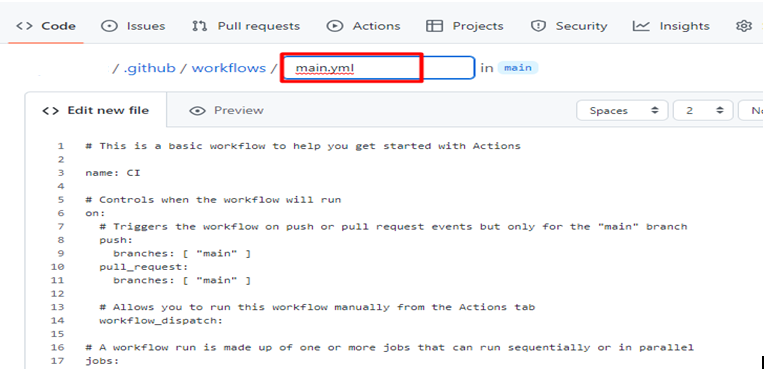 <> Code Issues Pull requests Actions Projects Security Insights
/ .github / workflows / main.yml in main
<> Edit new file Preview Spaces 2 No
1 # This is a basic workflow to help you get started with Actions
2
3 name: CI
4
5 # Controls when the workflow will run
6 on:
7 # Triggers the workflow on push or pull request events but only for the "main" branch
8 push:
9 branches: [ "main" ]
10 pull_request:
11 branches: [ "main" ]
12
13 # Allows you to run this workflow manually from the Actions tab
14 workflow_dispatch:
15
16 # A workflow run is made up of one or more jobs that can run sequentially or in parallel
17 jobs: